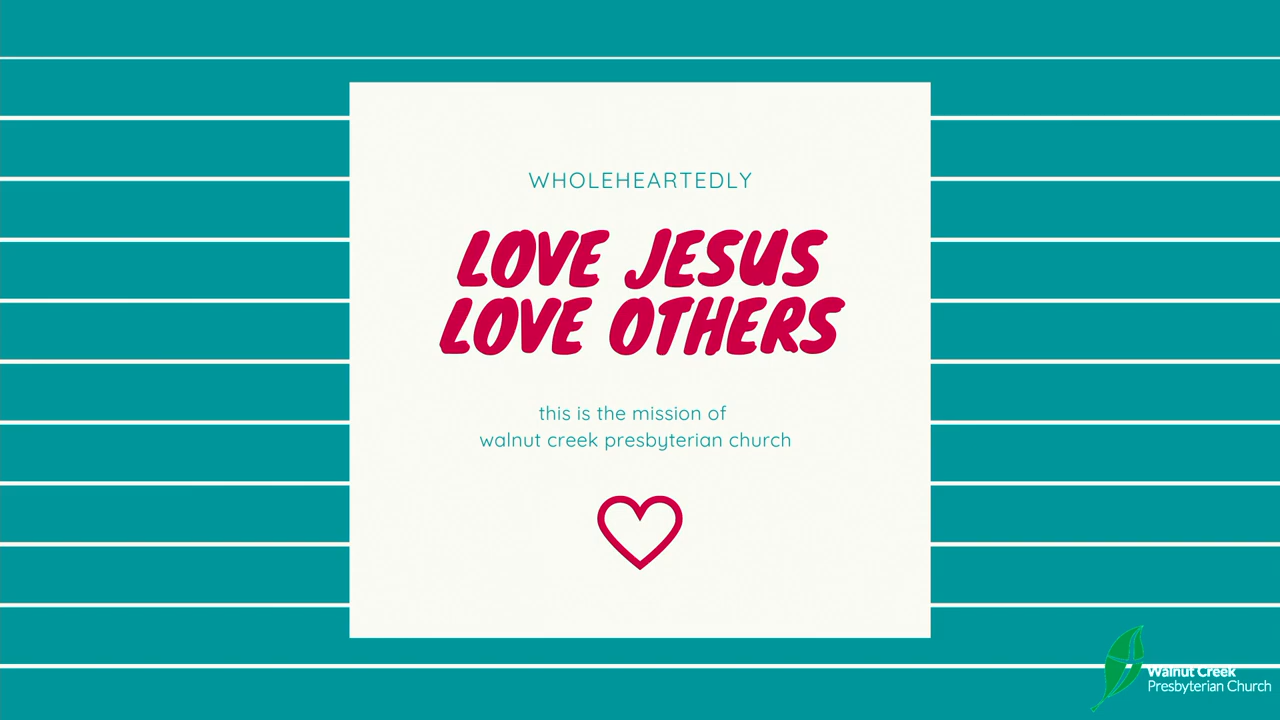 WHOLEHEARTEDLY
LOVE JESUS
LOVE OTHERS
this is the mission of
walnut creek presbyterian church
Walnut Creek
Presbyterian Church